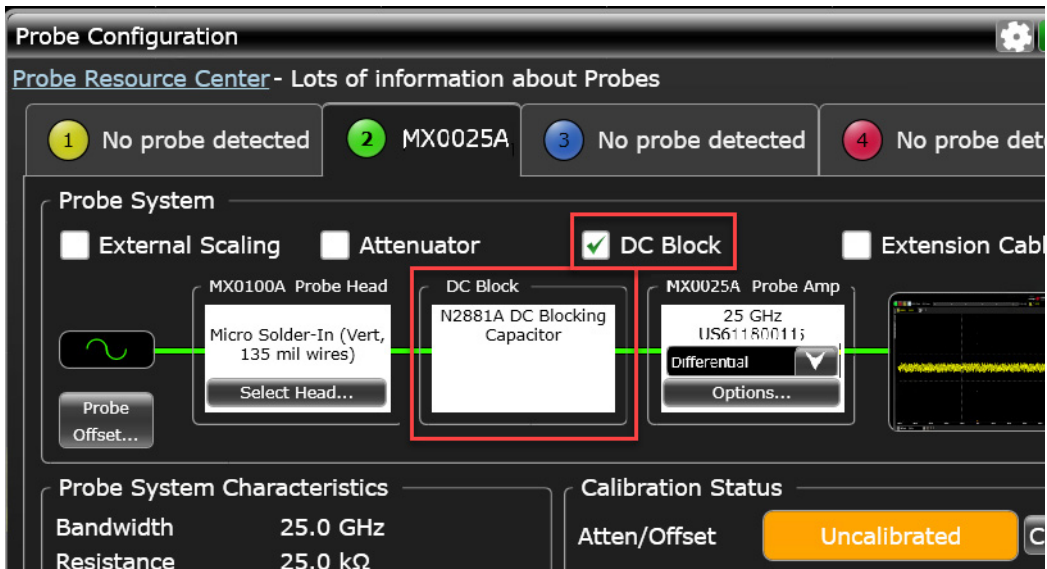 Probe Configuration
Probe Resource Center - Lots of information about Probes
1 No probe detected 2 MX0025A 3 No probe detected 4 No probe det
Probe System
External Scaling Attenuator DC Block Extension Cabl
MX0100A Probe Head DC Block MX0025A Probe Amp
Micro Solder-In (Vert,
135 mil wires)
Select Head...
N2881A DC Blocking
Capacitor
25 GHz
Differential
Options...
Probe
Offset...
Probe System Characteristics
Bandwidth 25.0 GHz
Resistance 25.0 kΩ
Calibration Status
Atten/Offset Uncalibrated C